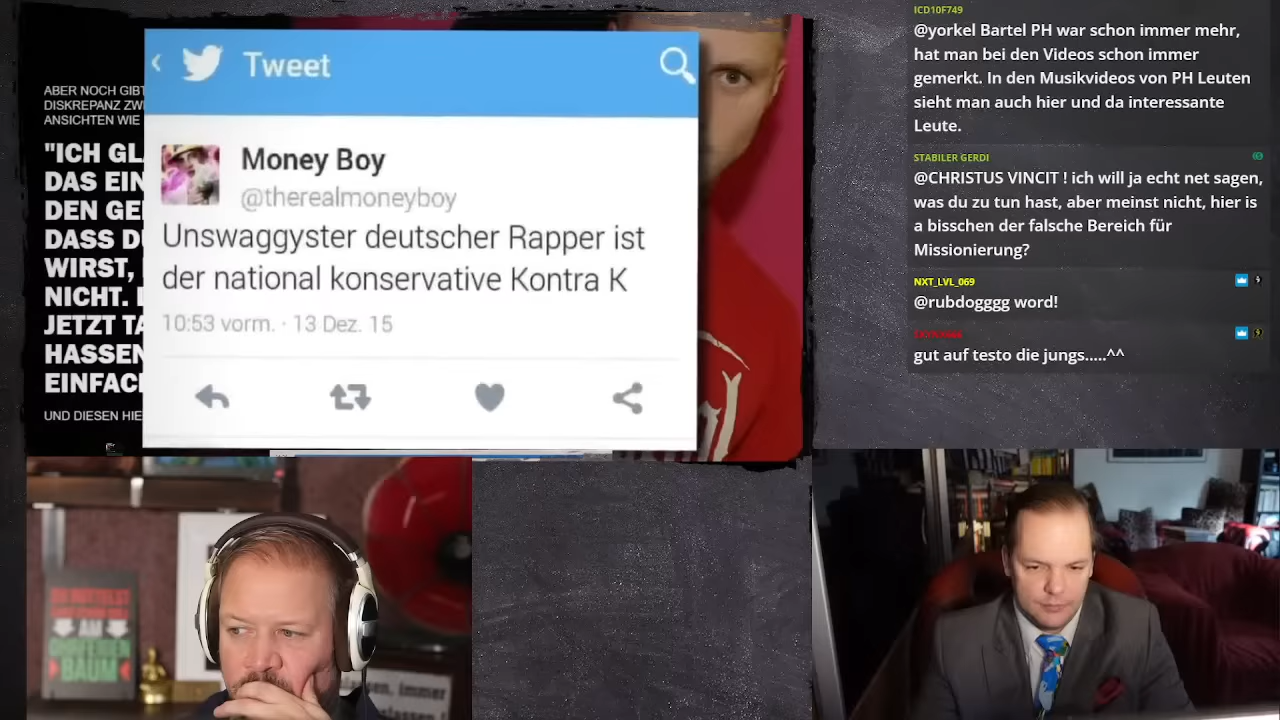 ABER NOCH GIBT
DISKREPANZ ZW
ANSICHTEN WIE
"ICH GL
DAS EIN
DEN GE
DASS D
WIRST,
NICHT.
JETZT TA
HASSEN
EINFAC
UND DIESEN HIE
Tweet
Money Boy
@therealmoneyboy
Unswaggyster deutscher Rapper ist
der national konservative Kontra K
10:53 vorm. · 13 Dez. 15
ICD10F749
@yorkel Bartel PH war schon immer mehr,
hat man bei den Videos schon immer
gemerkt. In den Musikvideos von PH Leuten
sieht man auch hier und da interessante
Leute.
STABILER GERDI
@CHRISTUS VINCIT ! ich will ja echt net sagen,
was du zu tun hast, aber meinst nicht, hier is
a bisschen der falsche Bereich für
Missionierung?
NXT_LVL_069
@rubdogggg word!
gut auf testo die jungs.....^^
AM
BAUM
immer